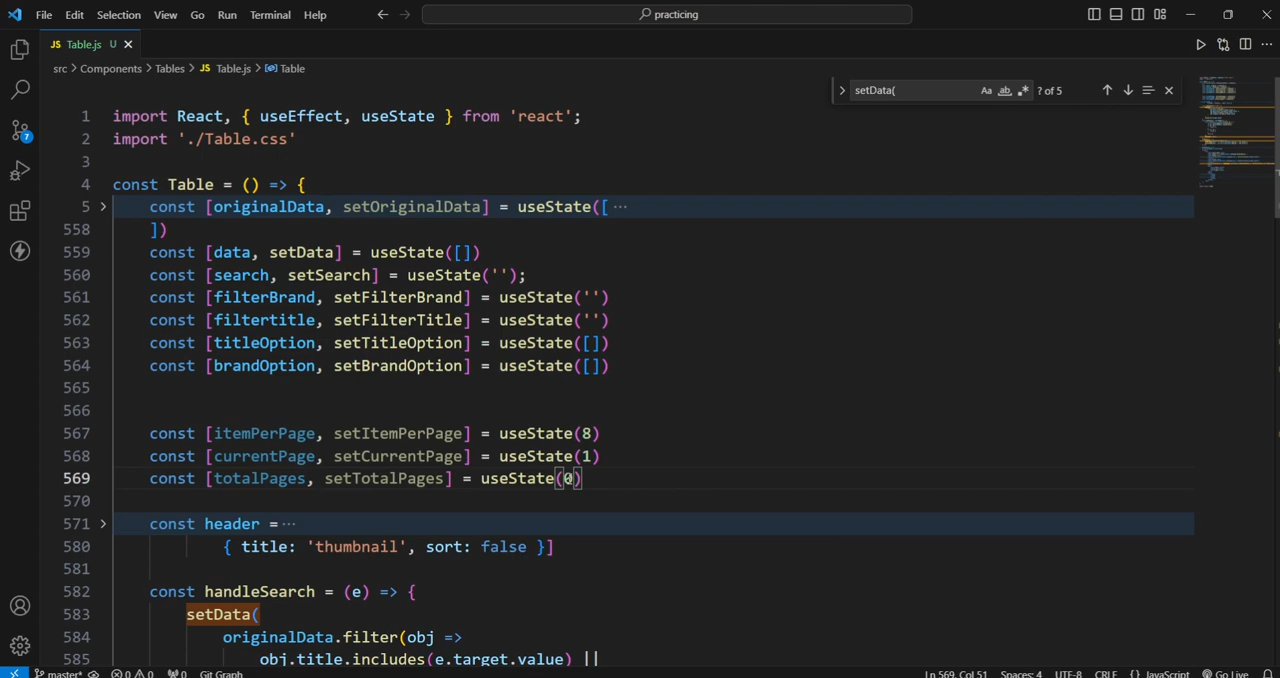 File Edit Selection View Go Run Terminal Help practicing
JS Table.js U
src > Components > Tables > JS Table.js > Table
setData( Aa ab .* ? of 5
1 import React, { useEffect, useState } from 'react';
2 import './Table.css'
3
4 const Table = () => {
5 const [originalData, setOriginalData] = useState([ ...
558 ])
559 const [data, setData] = useState([])
560 const [search, setSearch] = useState('');
561 const [filterBrand, setFilterBrand] = useState('')
562 const [filtertitle, setFilterTitle] = useState('')
563 const [titleOption, setTitleOption] = useState([])
564 const [brandOption, setBrandOption] = useState([])
565
566
567 const [itemPerPage, setItemPerPage] = useState(8)
568 const [currentPage, setCurrentPage] = useState(1)
569 const [totalPages, setTotalPages] = useState(0)
570
571 const header = ...
580 { title: 'thumbnail', sort: false }]
581
582 const handleSearch = (e) => {
583 setData(
584 originalData.filter(obj =>
585 obj.title.includes(e.target.value) ||
7
master* 0 0 0 Git Graph Ln 569, Col 51 Spaces: 4 UTF-8 CRLF {} JavaScript Go Live